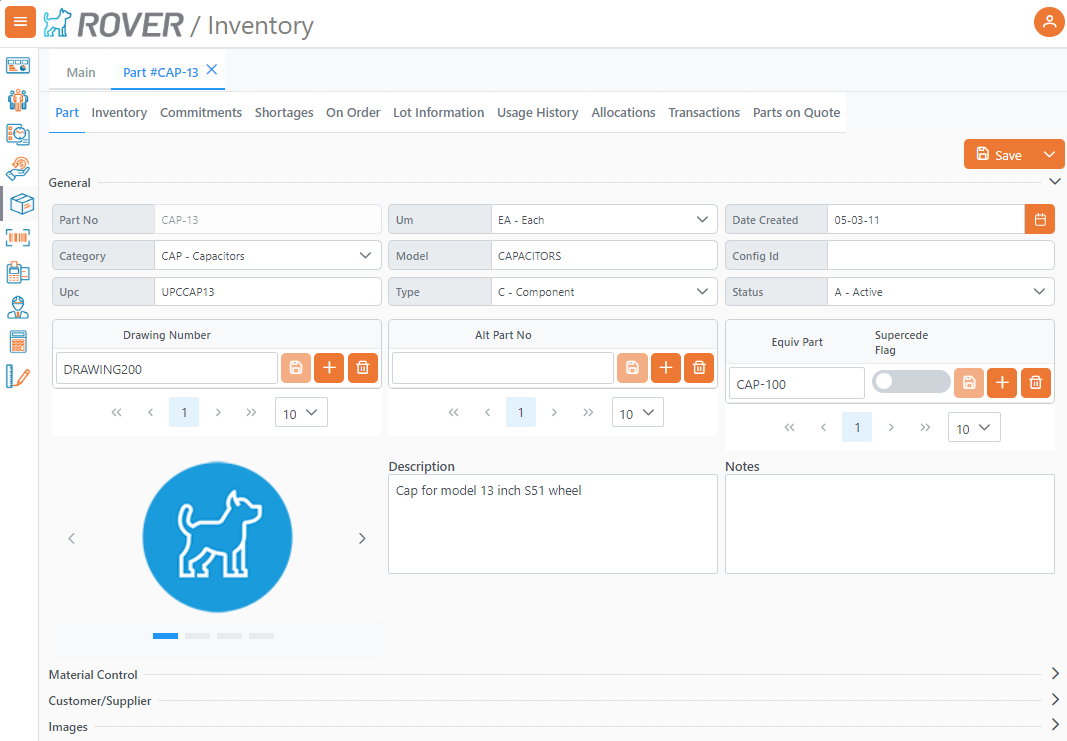 ROVER / Inventory
Main Part #CAP-13
Part Inventory Commitments Shortages On Order Lot Information Usage History Allocations Transactions Parts on Quote
Save
General
Part No CAP-13 Um EA - Each Date Created 05-03-11
Category CAP - Capacitors Model CAPACITORS Config Id
Upc UPCCAP13 Type C - Component Status A - Active
Drawing Number Alt Part No Equiv Part Supercede Flag
DRAWING200 CAP-100
1 10 1 10 1 10
Description Notes
Cap for model 13 inch S51 wheel
Material Control
Customer/Supplier
Images